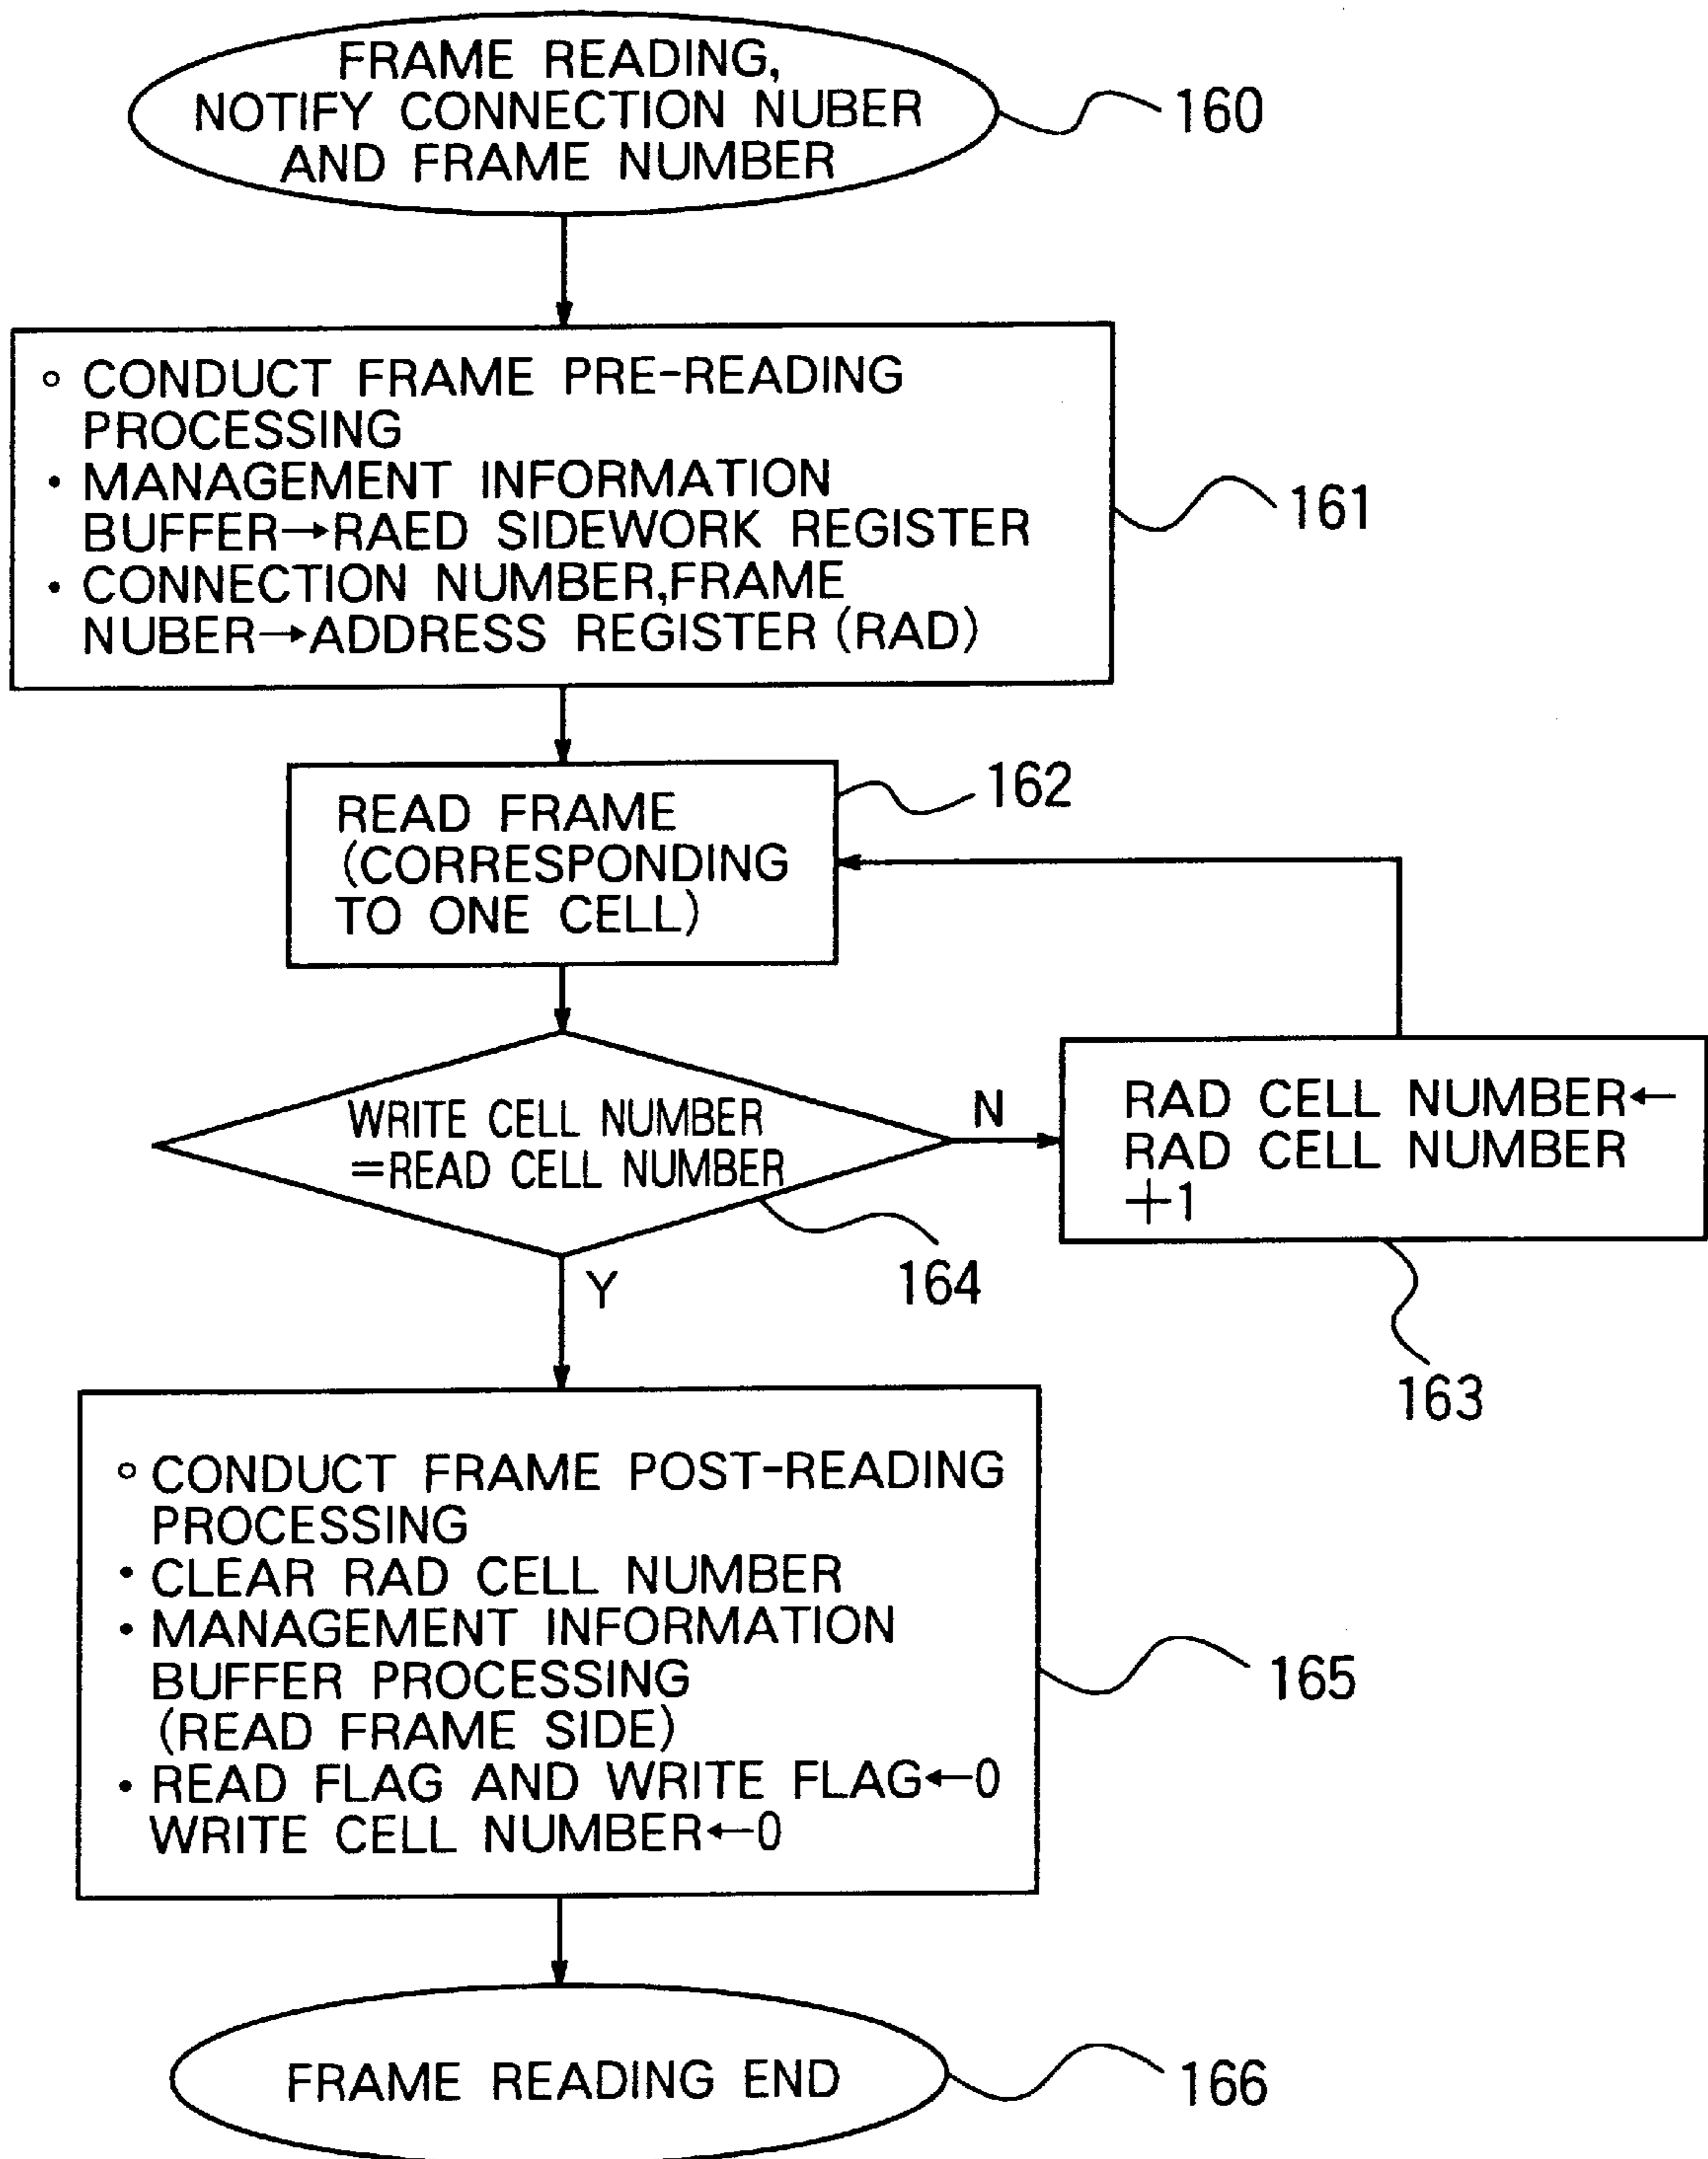 FRAME READING,
NOTIFY CONNECTION NUBER
AND FRAME NUMBER
160
◦ CONDUCT FRAME PRE-READING
PROCESSING
• MANAGEMENT INFORMATION
BUFFER→RAED SIDEWORK REGISTER
• CONNECTION NUMBER,FRAME
NUBER→ADDRESS REGISTER (RAD)
161
READ FRAME
(CORRESPONDING
TO ONE CELL)
162
WRITE CELL NUMBER
=READ CELL NUMBER
164
N
RAD CELL NUMBER←
RAD CELL NUMBER
+1
163
Y
◦ CONDUCT FRAME POST-READING
PROCESSING
• CLEAR RAD CELL NUMBER
• MANAGEMENT INFORMATION
BUFFER PROCESSING
(READ FRAME SIDE)
• READ FLAG AND WRITE FLAG←0
WRITE CELL NUMBER←0
165
FRAME READING END
166